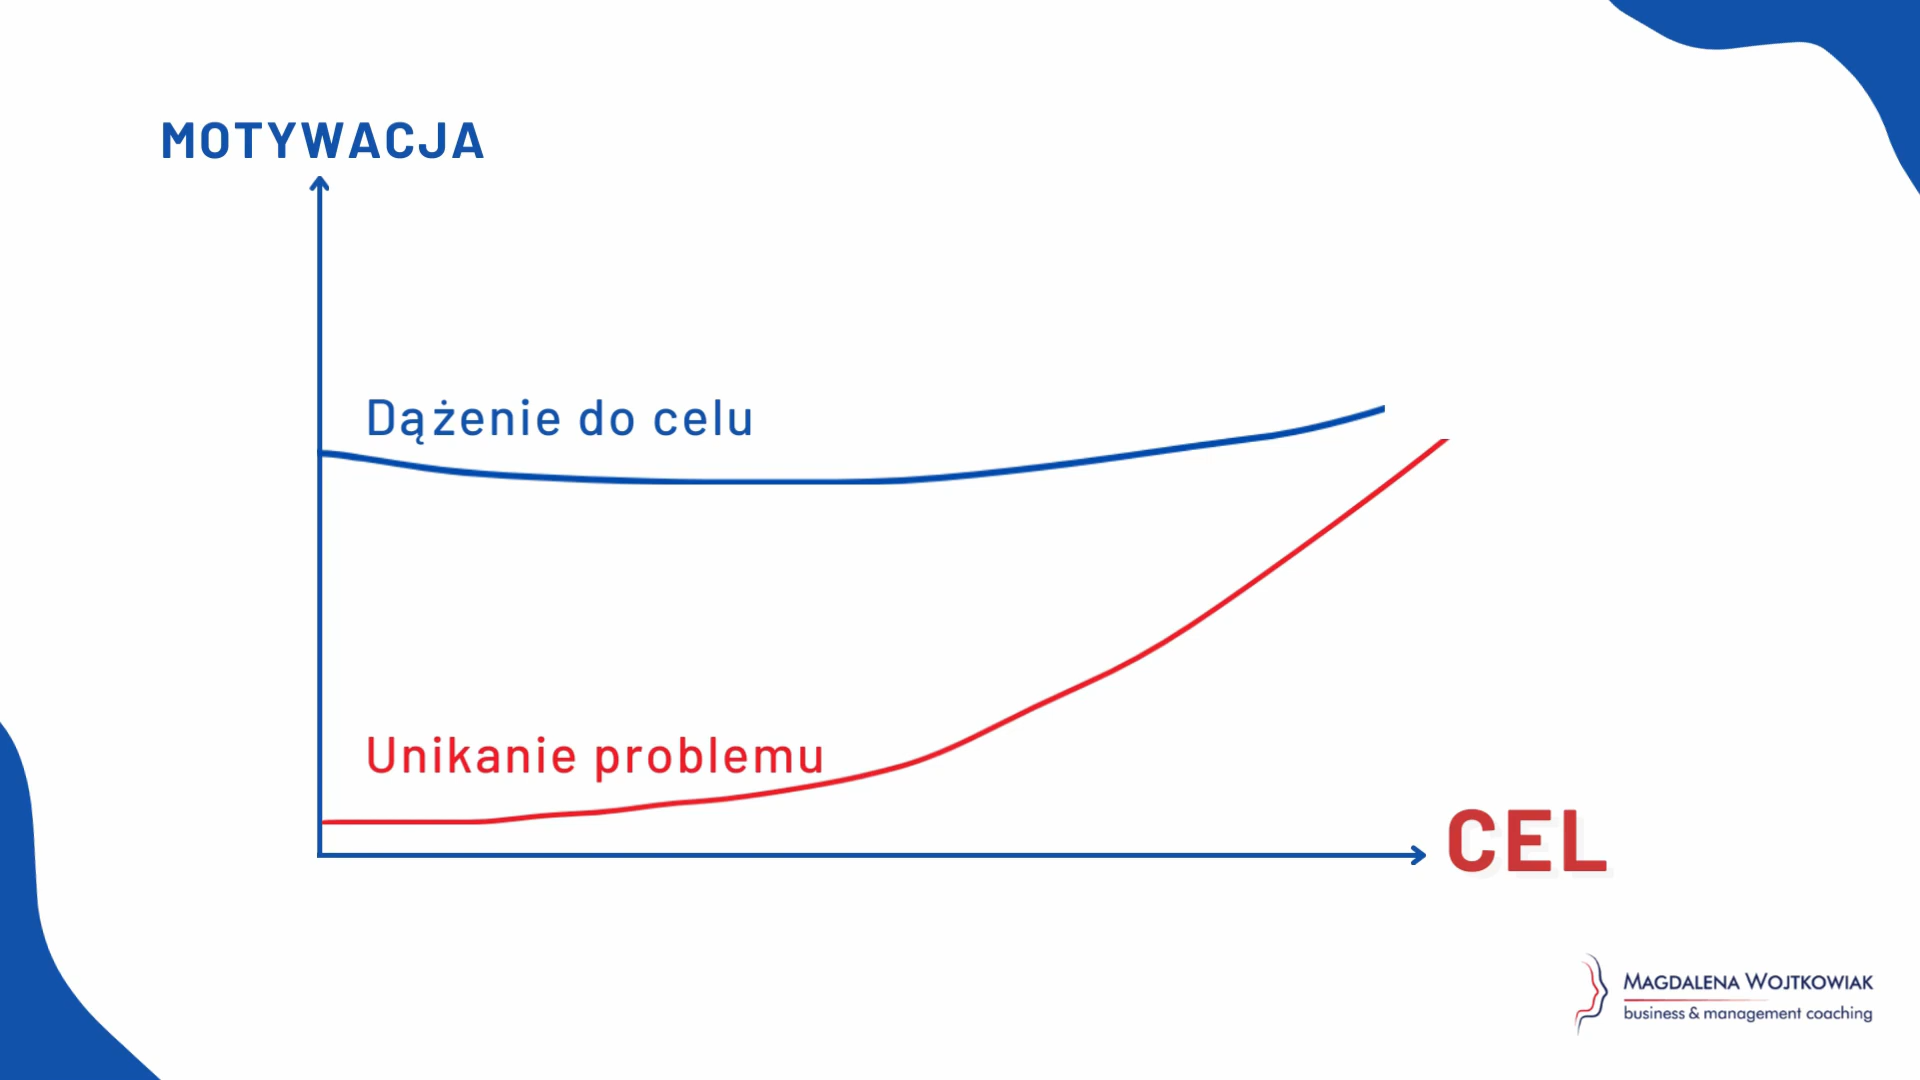 MOTYWACJA
Dążenie do celu
Unikanie problemu
CEL
MAGDALENA WOJTKOWIAK
business & management coaching